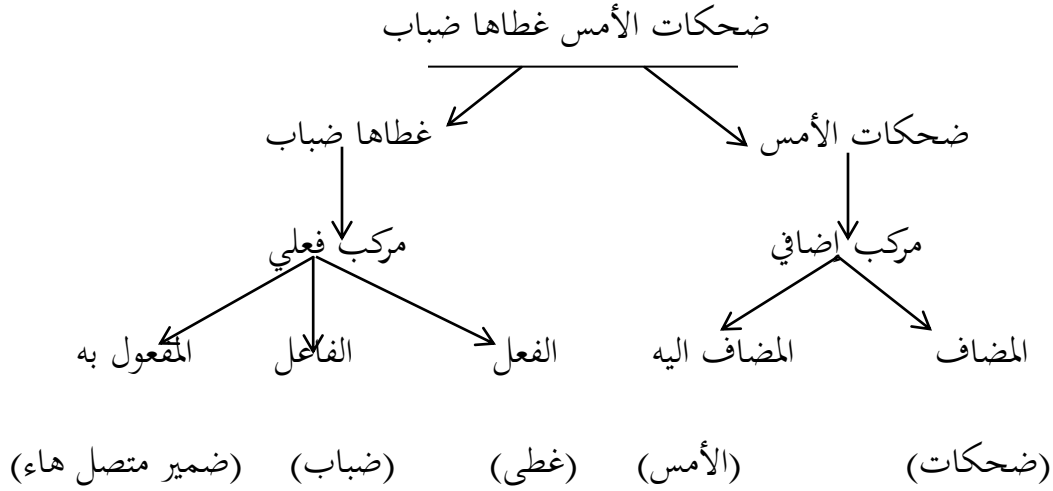 ضحكات الأمس غطاها ضباب
ضحكات الأمس غطاها ضباب
مركب إضافي مركب فعلي
المضاف المضاف اليه الفعل الفاعل المفعول به
(ضحكات) (الأمس) (غطى) (ضباب) (ضمير متصل هاء)